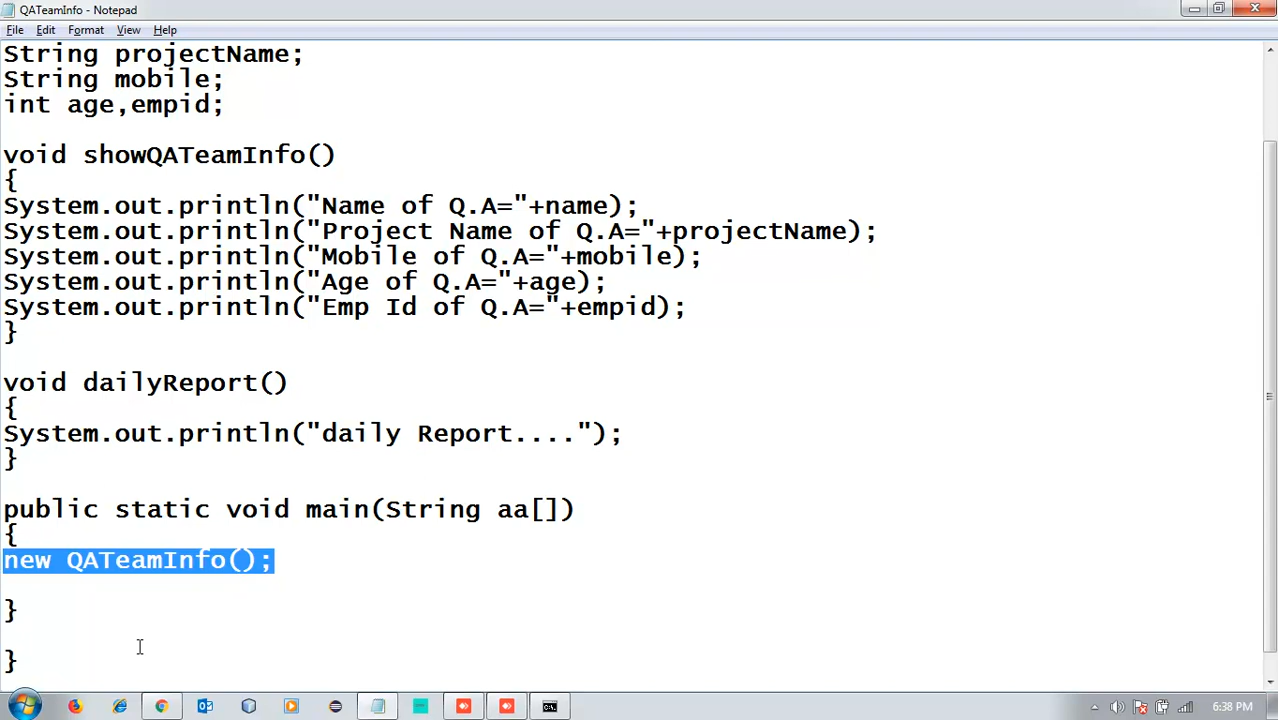 QATeamInfo - Notepad
File Edit Format View Help
String projectName;
String mobile;
int age,empid;
void showQATeamInfo()
{
System.out.println("Name of Q.A="+name);
System.out.println("Project Name of Q.A="+projectName);
System.out.println("Mobile of Q.A="+mobile);
System.out.println("Age of Q.A="+age);
System.out.println("Emp Id of Q.A="+empid);
}
void dailyReport()
{
System.out.println("daily Report....");
}
public static void main(String aa[])
{
new QATeamInfo();
}
}
6:38 PM